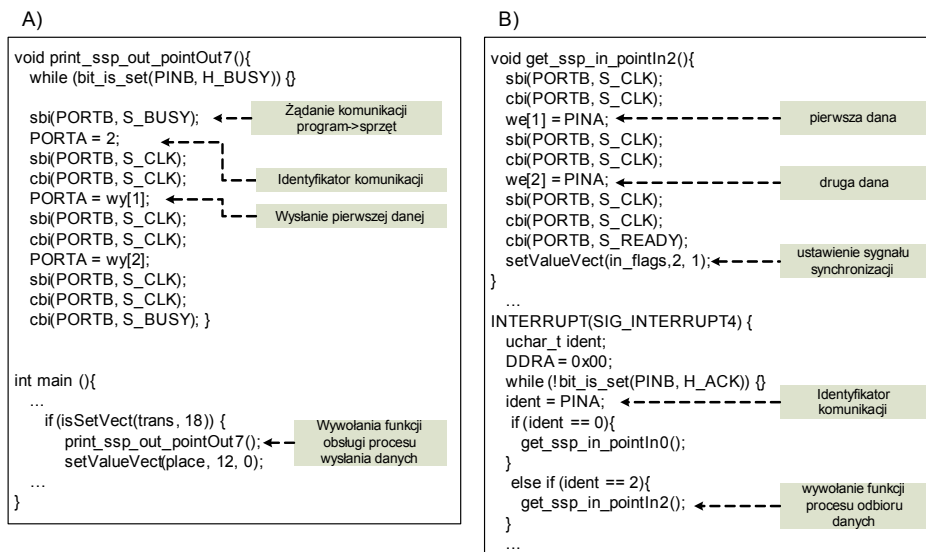 A)
void print_ssp_out_pointOut7(){
while (bit_is_set(PINB, H_BUSY)) {}
sbi(PORTB, S_BUSY);
PORTA = 2;
sbi(PORTB, S_CLK);
cbi(PORTB, S_CLK);
PORTA = wy[1];
sbi(PORTB, S_CLK);
cbi(PORTB, S_CLK);
PORTA = wy[2];
sbi(PORTB, S_CLK);
cbi(PORTB, S_CLK);
cbi(PORTB, S_BUSY); }
Żądanie komunikacji
program->sprzęt
Identyfikator komunikacji
Wysłanie pierwszej danej
int main (){
...
if (isSetVect(trans, 18)) {
print_ssp_out_pointOut7();
setValueVect(place, 12, 0);
...
}
Wywołania funkcji
obsługi procesu
wysłania danych
B)
void get_ssp_in_pointIn2(){
sbi(PORTB, S_CLK);
cbi(PORTB, S_CLK);
we[1] = PINA;
sbi(PORTB, S_CLK);
cbi(PORTB, S_CLK);
we[2] = PINA;
sbi(PORTB, S_CLK);
cbi(PORTB, S_CLK);
cbi(PORTB, S_READY);
setValueVect(in_flags,2, 1);
}
...
pierwsza dana
druga dana
ustawienie sygnału
synchronizacji
INTERRUPT(SIG_INTERRUPT4) {
uchar_t ident;
DDRA = 0x00;
while (!bit_is_set(PINB, H_ACK)) {}
ident = PINA;
if (ident == 0){
get_ssp_in_pointIn0();
}
else if (ident == 2){
get_ssp_in_pointIn2();
}
...
Identyfikator
komunikacji
wywołanie funkcji
procesu odbioru
danych